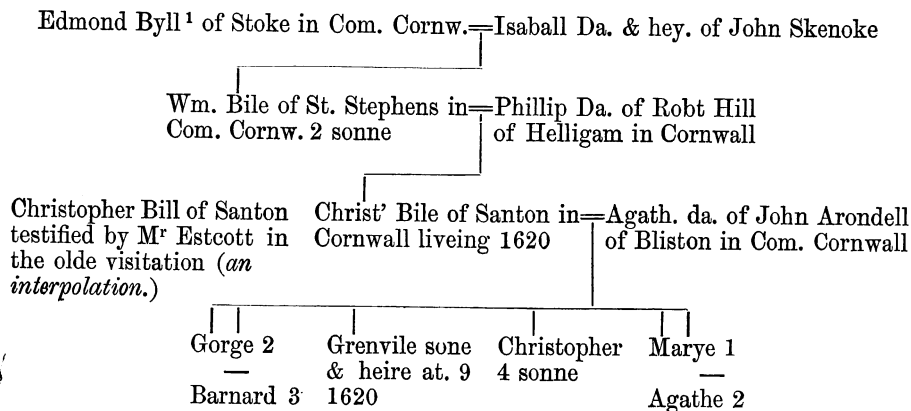 Edmond Byll¹ of Stoke in Com. Cornw.=Isaball Da. & hey. of John Skenoke
Wm. Bile of St. Stephens in=Phillip Da. of Robt Hill
Com. Cornw. 2 sonne of Helligam in Cornwall
Christopher Bill of Santon
testified by Mʳ Estcott in
the olde visitation (an
interpolation.)
Christ' Bile of Santon in=Agath. da. of John Arondell
Cornwall liveing 1620 of Bliston in Com. Cornwall
Gorge 2
—
Barnard 3
Grenvile sone
& heire at. 9
1620
Christopher
4 sonne
Marye 1
—
Agathe 2